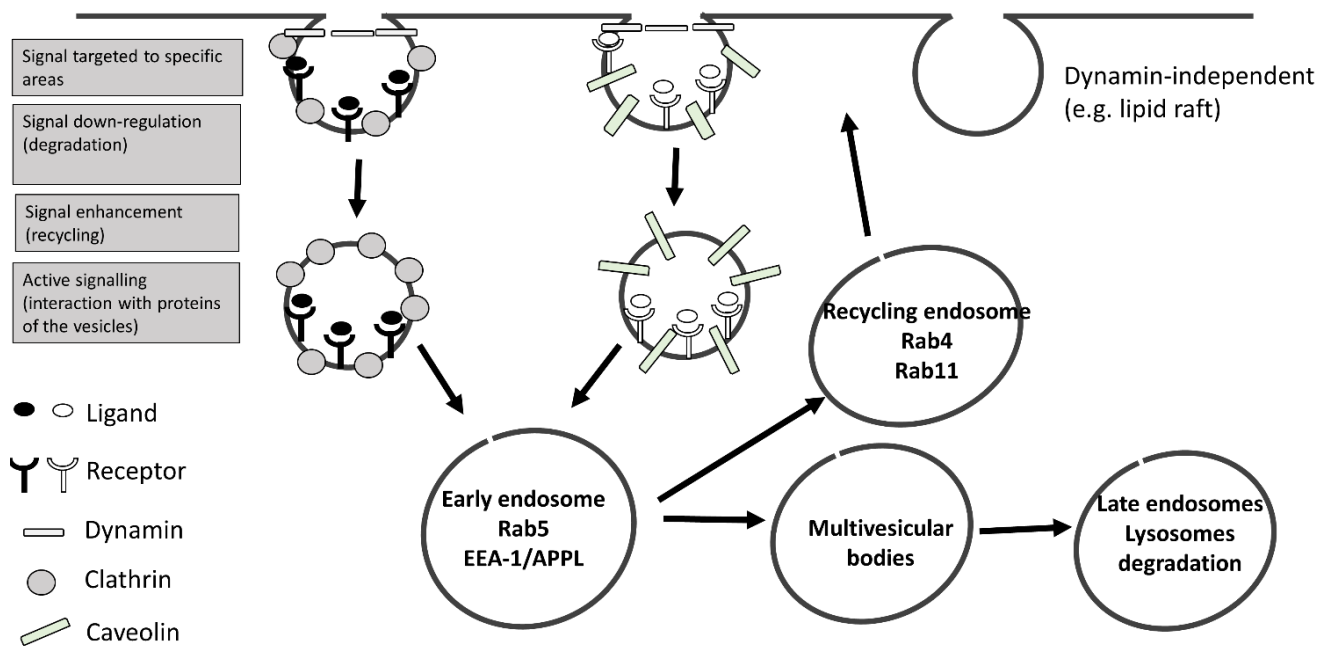 Signal targeted to specific
areas
Signal down-regulation
(degradation)
Signal enhancement
(recycling)
Active signalling
(interaction with proteins
of the vesicles)
Ligand
Receptor
Dynamin
Clathrin
Caveolin
Dynamin-independent
(e.g. lipid raft)
Recycling endosome
Rab4
Rab11
Early endosome
Rab5
EEA-1/APPL
Multivesicular
bodies
Late endosomes
Lysosomes
degradation